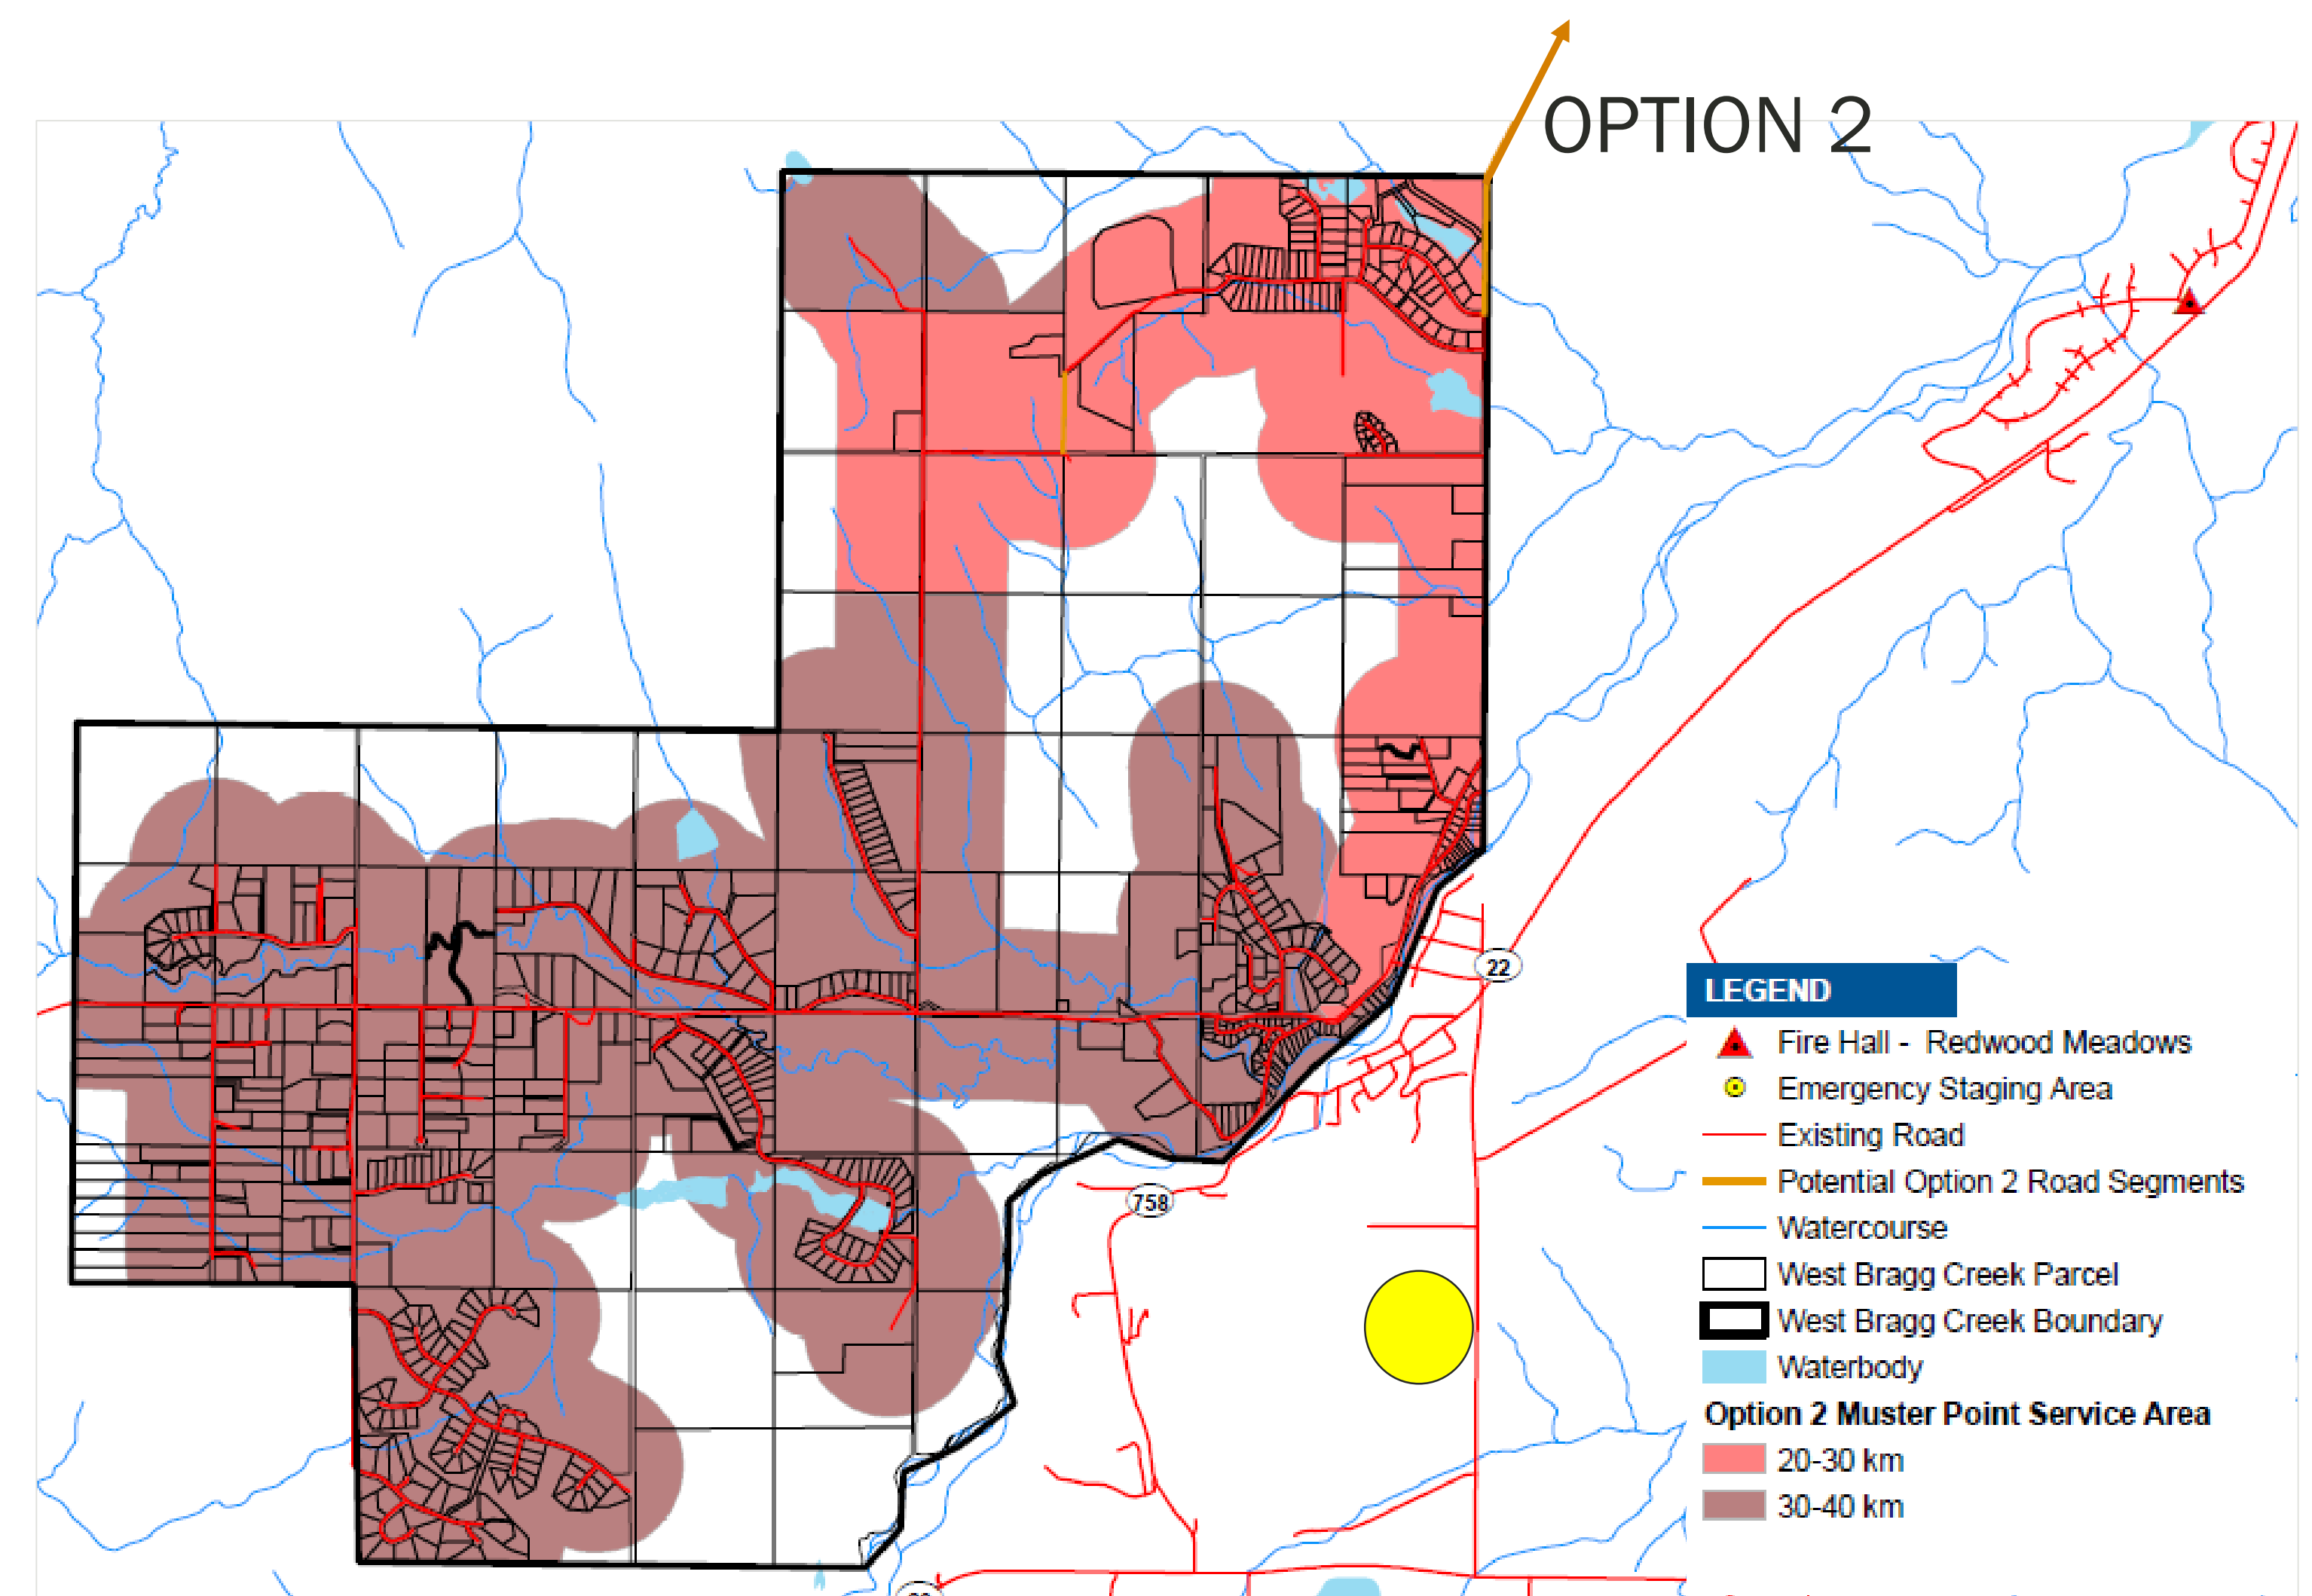 OPTION 2
22
758
LEGEND
Fire Hall - Redwood Meadows
Emergency Staging Area
Existing Road
Potential Option 2 Road Segments
Watercourse
West Bragg Creek Parcel
West Bragg Creek Boundary
Waterbody
Option 2 Muster Point Service Area
20-30 km
30-40 km